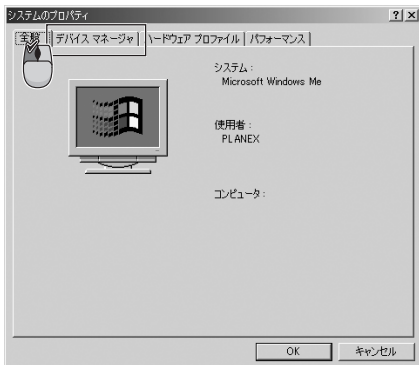 システムのプロパティ
全般 デバイス マネージャ ハードウェア プロファイル パフォーマンス
システム:
Microsoft Windows Me
使用者:
PLANEX
コンピュータ:
OK キャンセル